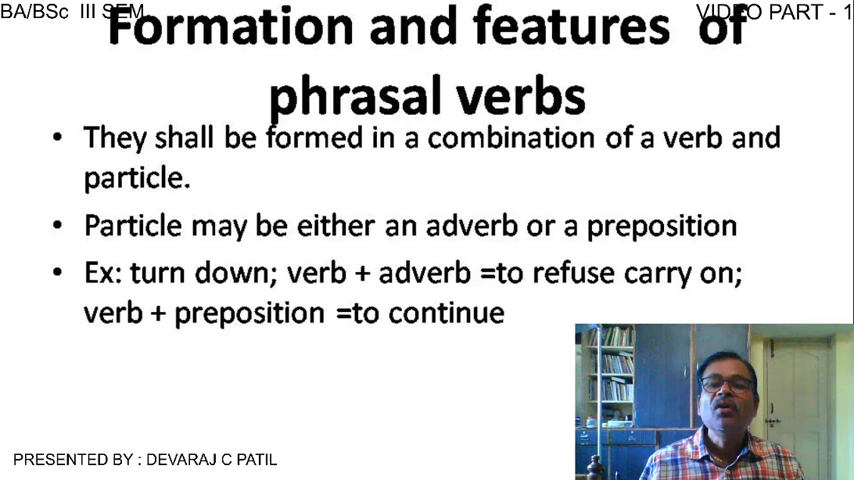 BA/BSc III SEM
VIDEO PART - 1
Formation and features of
phrasal verbs
• They shall be formed in a combination of a verb and
particle.
• Particle may be either an adverb or a preposition
• Ex: turn down; verb + adverb =to refuse carry on;
verb + preposition =to continue
PRESENTED BY : DEVARAJ C PATIL